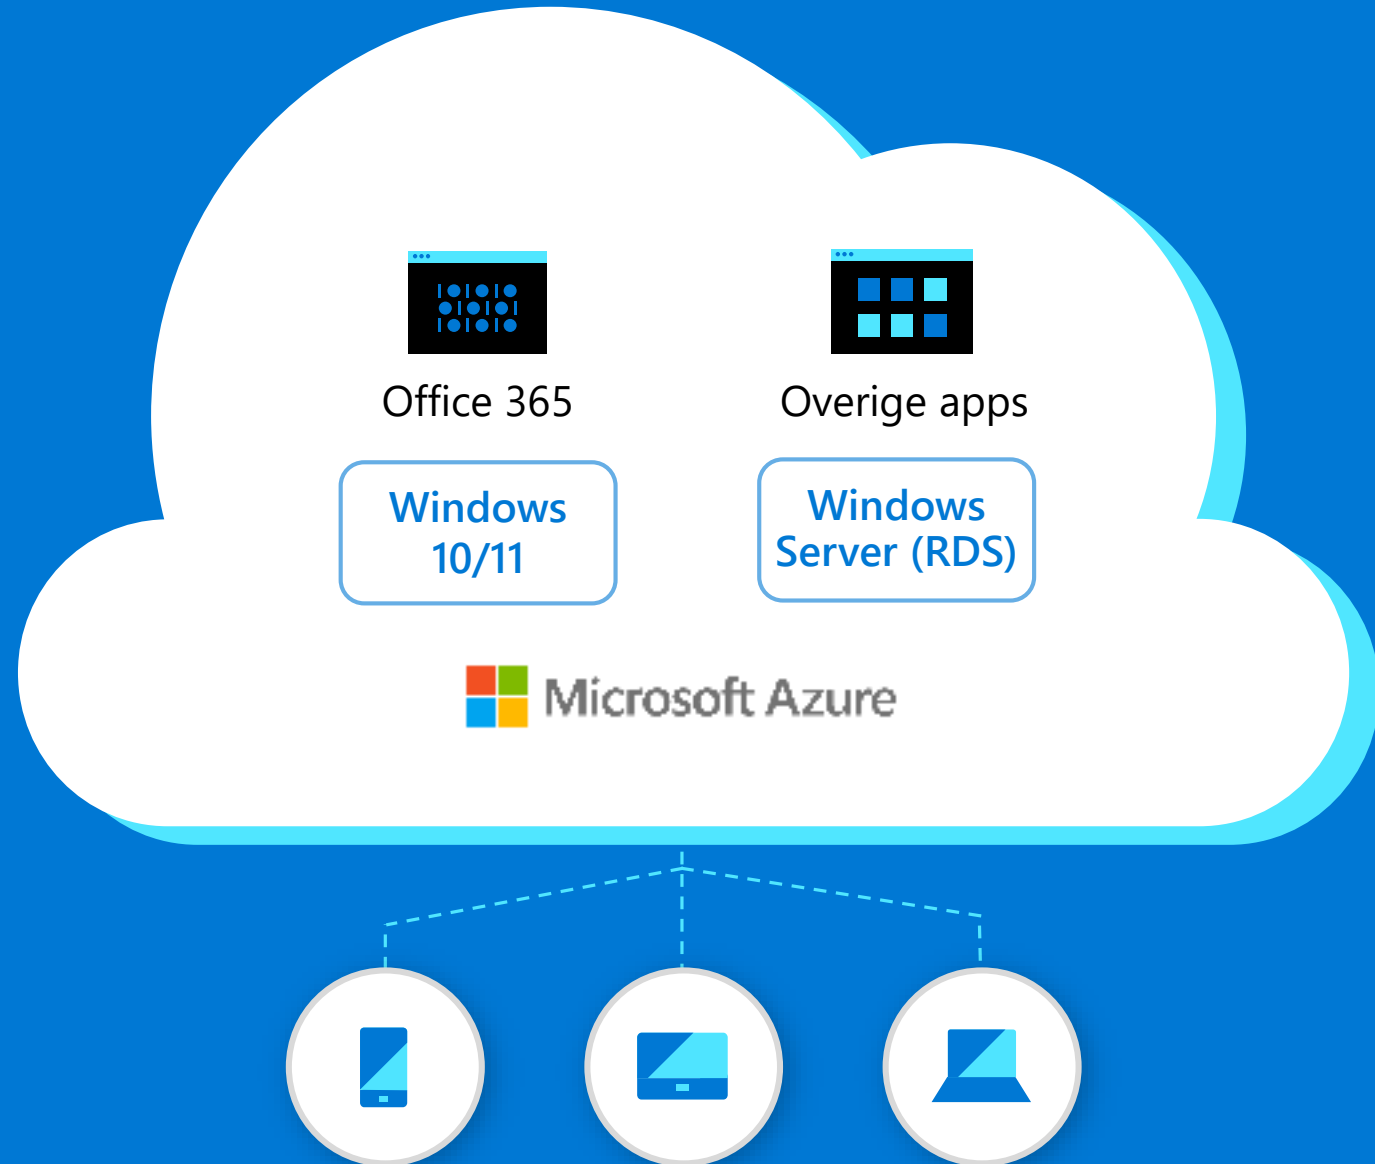 Office 365
Overige apps
Windows
10/11
Windows
Server (RDS)
Microsoft Azure